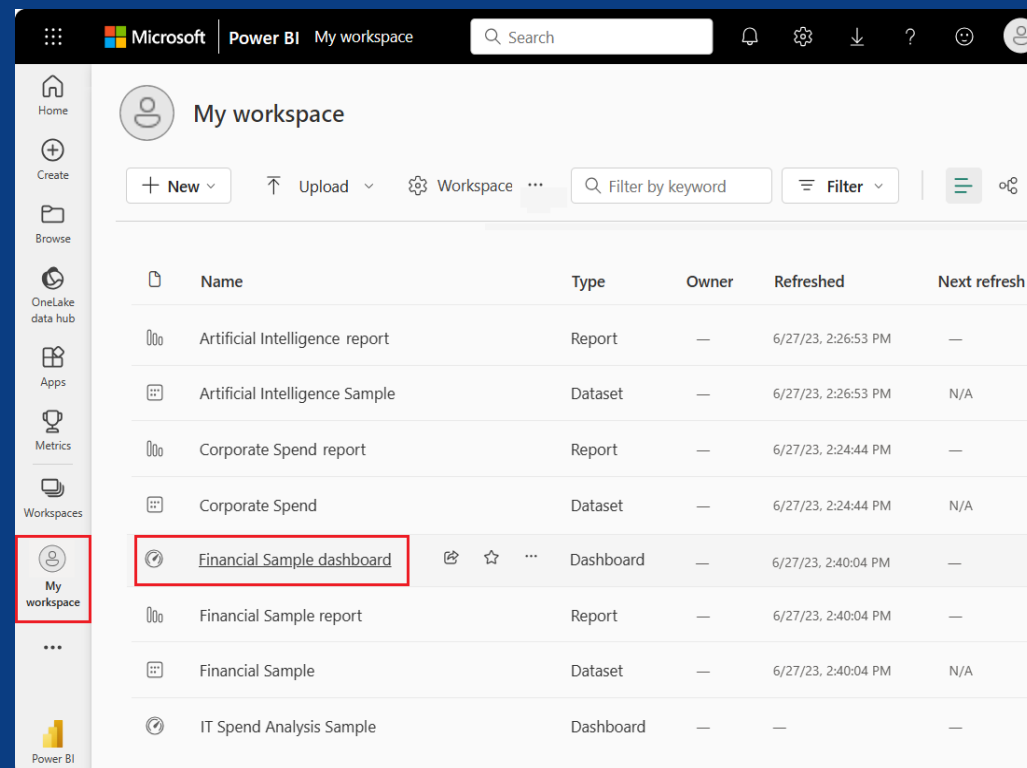 Microsoft Power BI My workspace Search ?
Home
Create
Browse
OneLake
data hub
Apps
Metrics
Workspaces
My
workspace
Power BI
My workspace
New Upload Workspace ··· Filter by keyword Filter
Name Type Owner Refreshed Next refresh
Artificial Intelligence report Report — 6/27/23, 2:26:53 PM —
Artificial Intelligence Sample Dataset — 6/27/23, 2:26:53 PM N/A
Corporate Spend report Report — 6/27/23, 2:24:44 PM —
Corporate Spend Dataset — 6/27/23, 2:24:44 PM N/A
Financial Sample dashboard Dashboard — 6/27/23, 2:40:04 PM —
Financial Sample report Report — 6/27/23, 2:40:04 PM —
Financial Sample Dataset — 6/27/23, 2:40:04 PM N/A
IT Spend Analysis Sample Dashboard — — —